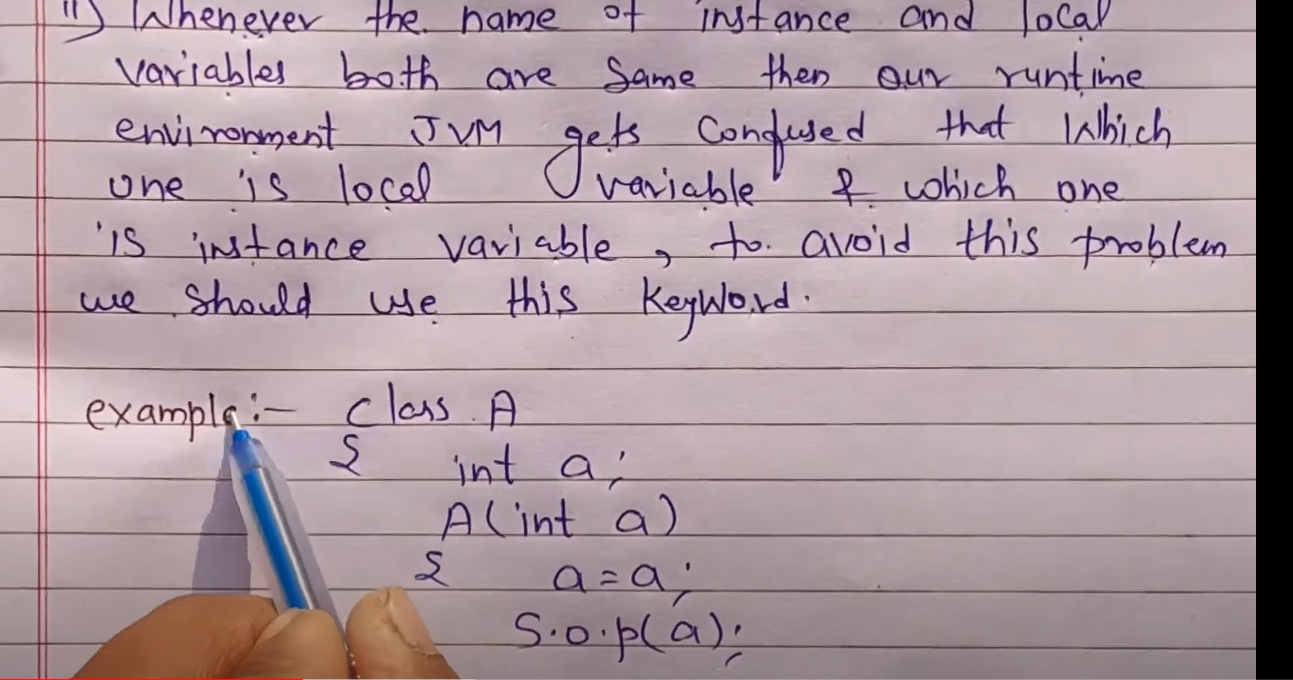 ii) Whenever the name of instance and local
variables both are same then our runtime
environment JVM gets confused that which
one is local variable & which one
is instance variable, to avoid this problem
we should use this keyword.
example:- class A
{ int a;
A(int a)
{ a=a;
S.o.p(a);